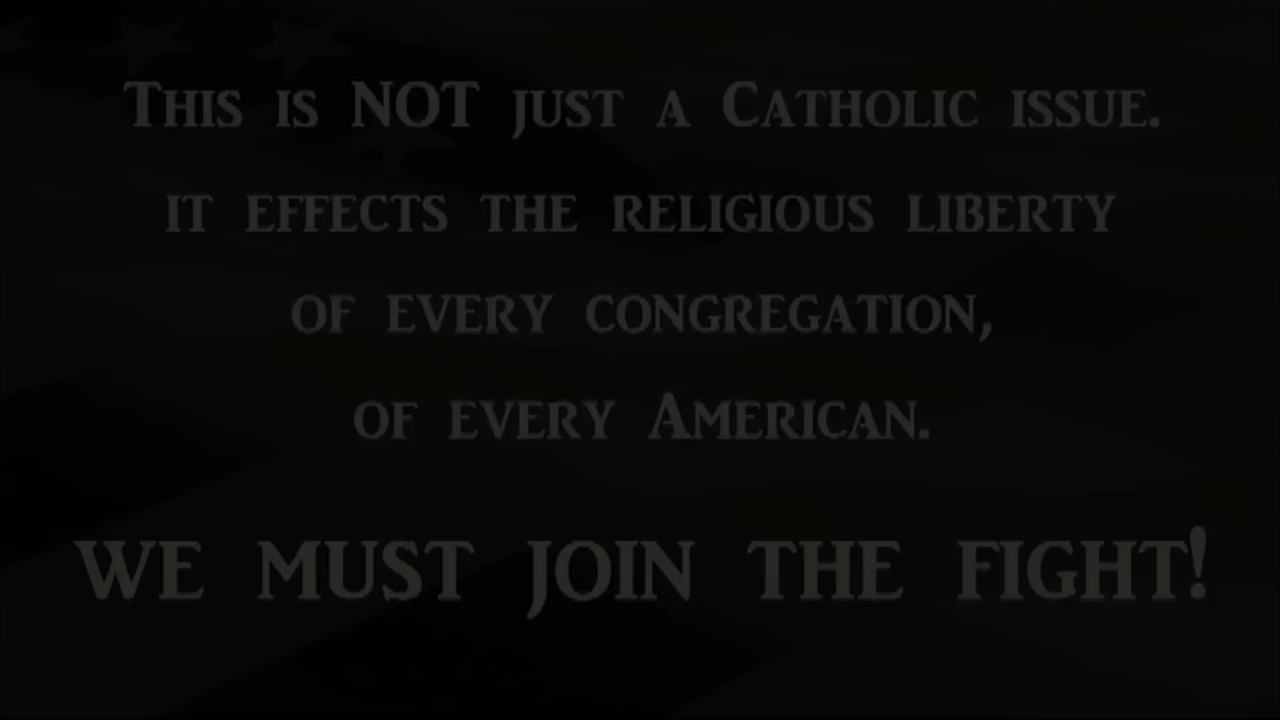 This is NOT just a Catholic issue.
it effects the religious liberty
of every congregation,
of every American.
WE MUST JOIN THE FIGHT!